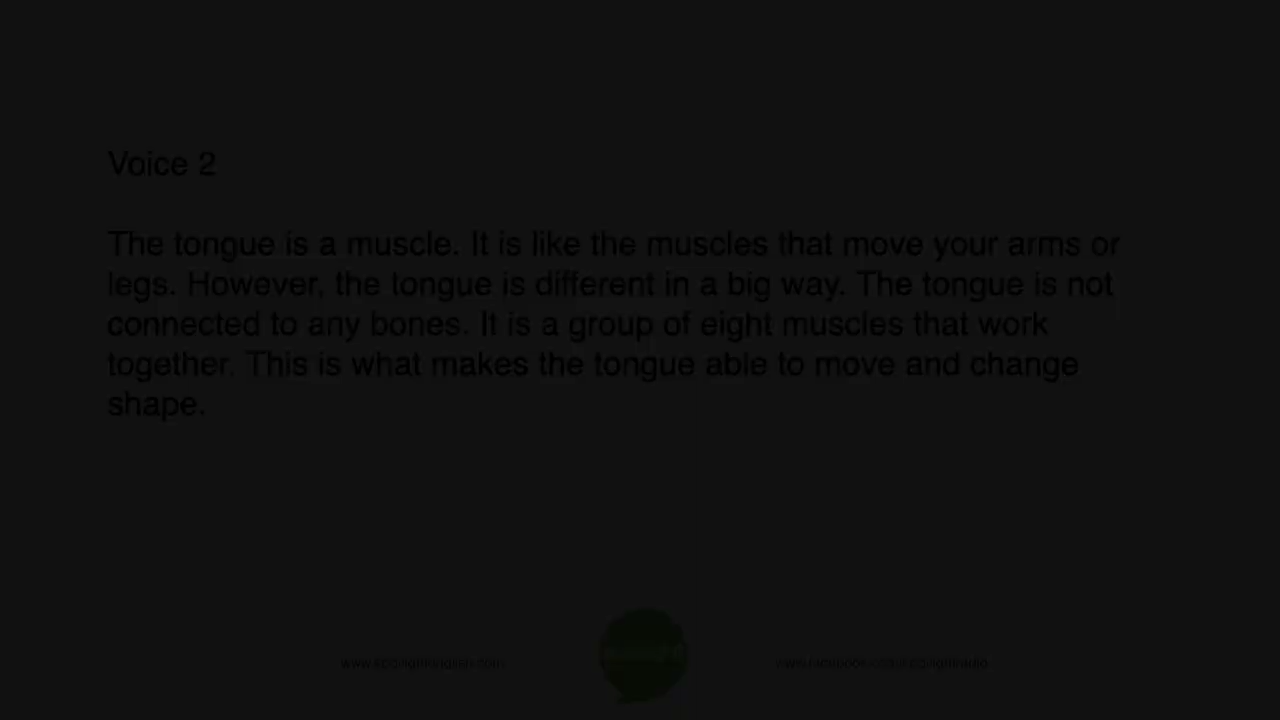 Voice 2
The tongue is a muscle. It is like the muscles that move your arms or
legs. However, the tongue is different in a big way. The tongue is not
connected to any bones. It is a group of eight muscles that work
together. This is what makes the tongue able to move and change
shape.